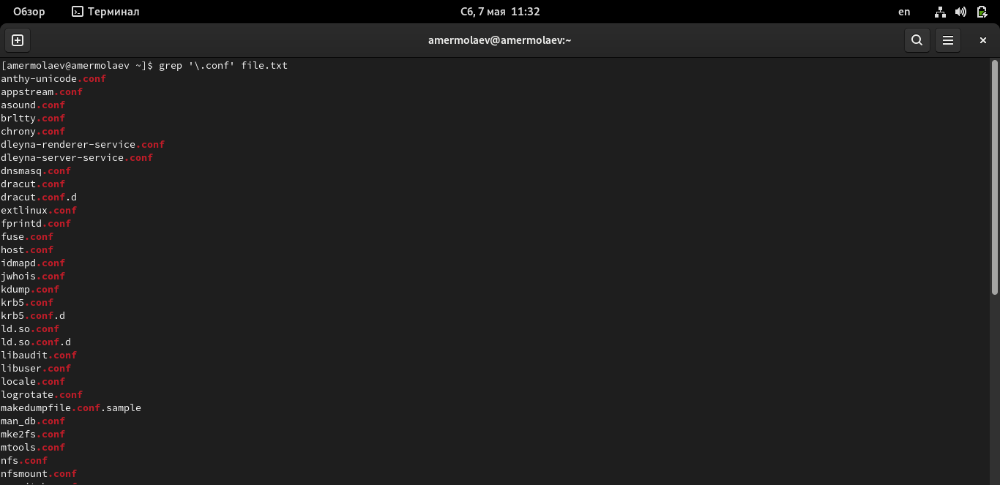 Обзор Терминал Сб, 7 мая 11:32 en
amermolaev@amermolaev:~
[amermolaev@amermolaev ~]$ grep '\.conf' file.txt
anthy-unicode.conf
appstream.conf
asound.conf
brltty.conf
chrony.conf
dleyna-renderer-service.conf
dleyna-server-service.conf
dnsmasq.conf
dracut.conf
dracut.conf.d
extlinux.conf
fprintd.conf
fuse.conf
host.conf
idmapd.conf
jwhois.conf
kdump.conf
krb5.conf
krb5.conf.d
ld.so.conf
ld.so.conf.d
libaudit.conf
libuser.conf
locale.conf
logrotate.conf
makedumpfile.conf.sample
man_db.conf
mke2fs.conf
mtools.conf
nfs.conf
nfsmount.conf